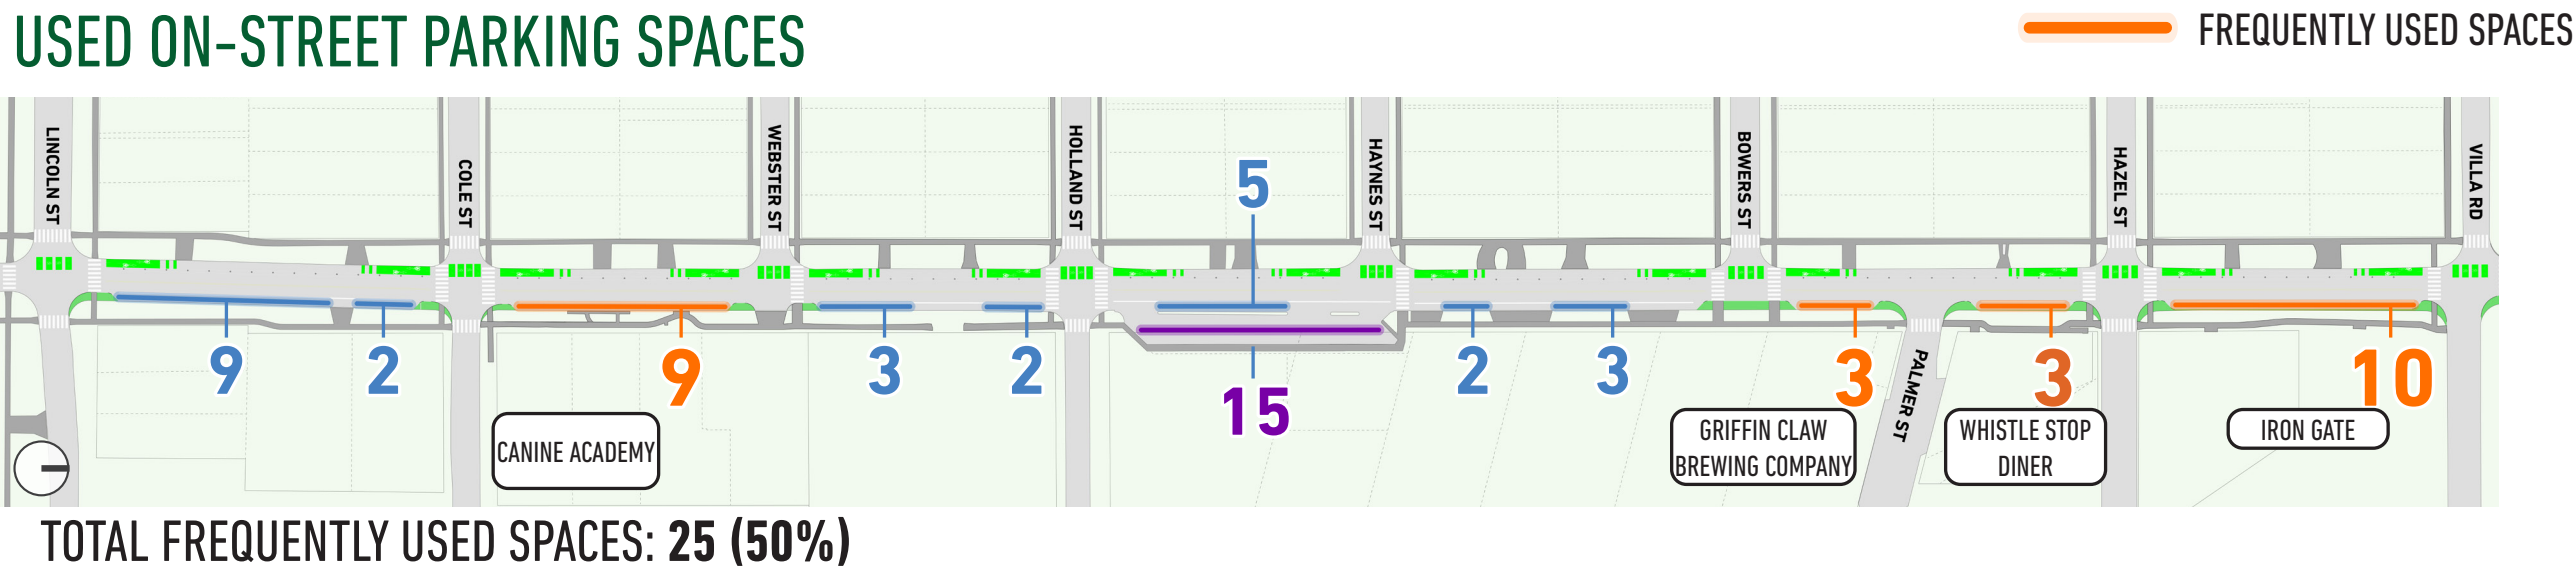 USED ON-STREET PARKING SPACES
FREQUENTLY USED SPACES
LINCOLN ST
COLE ST
WEBSTER ST
HOLLAND ST
HAYNES ST
BOWERS ST
HAZEL ST
VILLA RD
5
9
2
9
3
2
15
2
3
3
PALMER ST
3
10
CANINE ACADEMY
GRIFFIN CLAW
BREWING COMPANY
WHISTLE STOP
DINER
IRON GATE
TOTAL FREQUENTLY USED SPACES: 25 (50%)